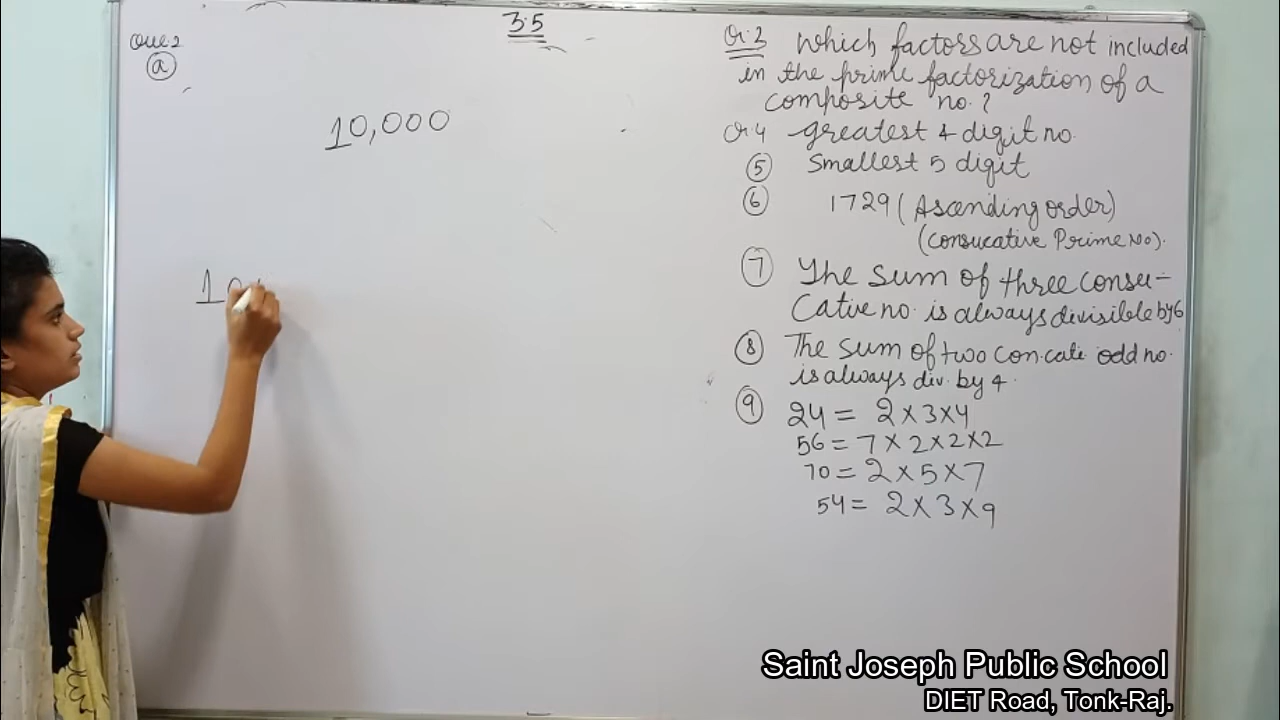 3.5
Que 2
(a)
10,000
10
Q.3 Which factors are not included
in the prime factorization of a
composite no.?
Q.4 greatest 4 digit no.
(5) Smallest 5 digit
(6) 1729 (Ascending order)
(consucative Prime No).
(7) The sum of three consu-
cative no. is always divisible by 6
(8) The sum of two con.cati odd no.
is always div. by 4.
(9) 24 = 2×3×4
56 = 7×2×2×2
70 = 2×5×7
54 = 2×3×9
Saint Joseph Public School
DIET Road, Tonk-Raj.